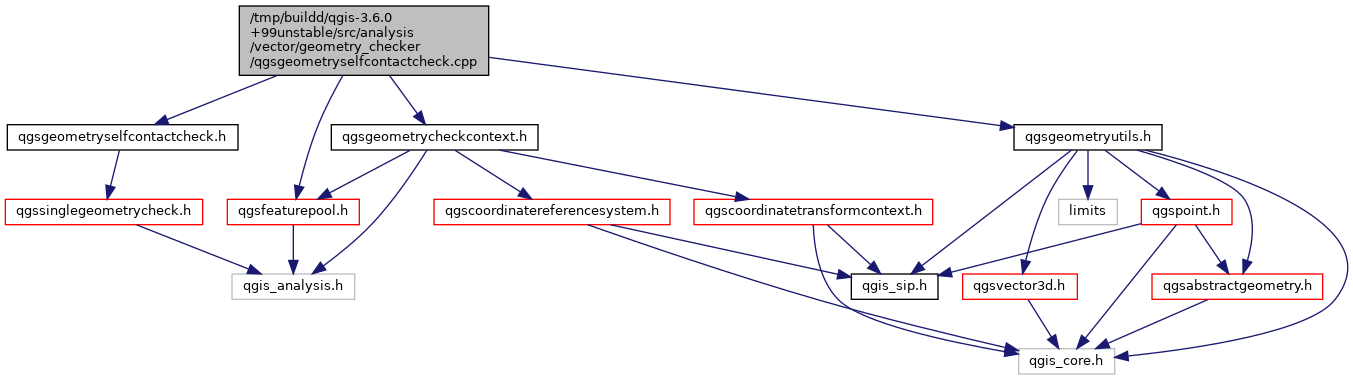 /tmp/buildd/qgis-3.6.0
+99unstable/src/analysis
/vector/geometry_checker
/qgsgeometryselfcontactcheck.cpp
qgsgeometryselfcontactcheck.h
qgsgeometrycheckcontext.h
qgsgeometryutils.h
qgssinglegeometrycheck.h
qgsfeaturepool.h
qgscoordinatereferencesystem.h
qgscoordinatetransformcontext.h
limits
qgspoint.h
qgis_analysis.h
qgis_sip.h
qgsvector3d.h
qgsabstractgeometry.h
qgis_core.h